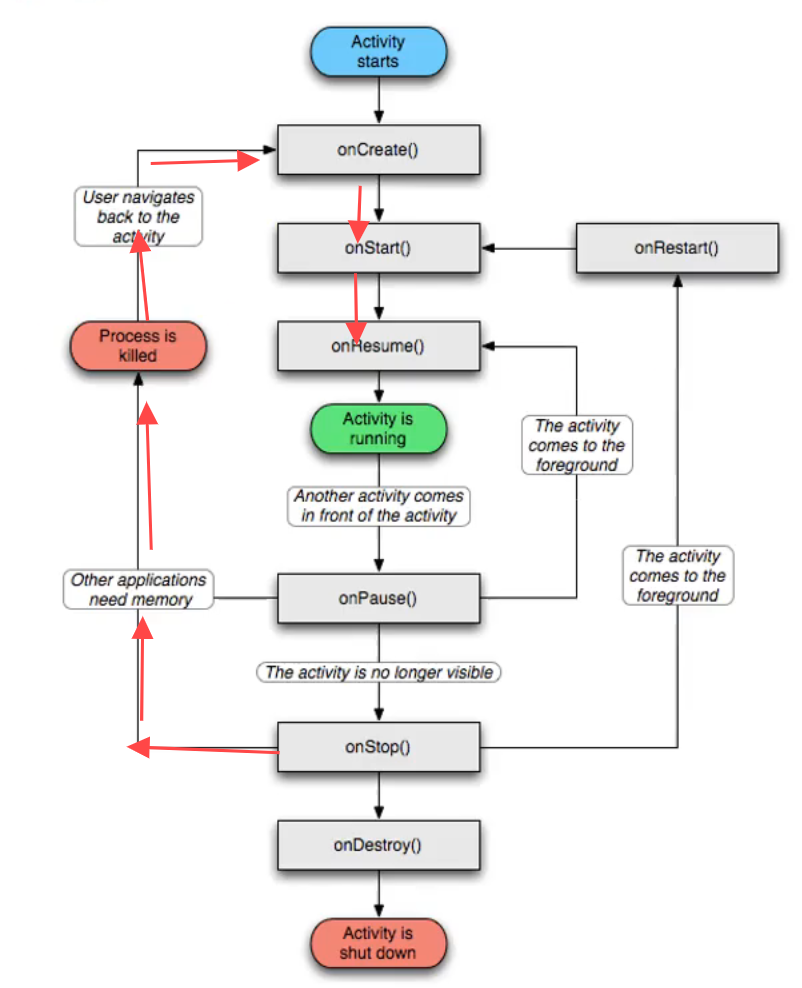 Activity
starts
onCreate()
User navigates
back to the
activity
onStart()
onRestart()
Process is
killed
onResume()
Activity is
running
The activity
comes to the
foreground
Another activity comes
in front of the activity
The activity
comes to the
foreground
Other applications
need memory
onPause()
The activity is no longer visible
onStop()
onDestroy()
Activity is
shut down